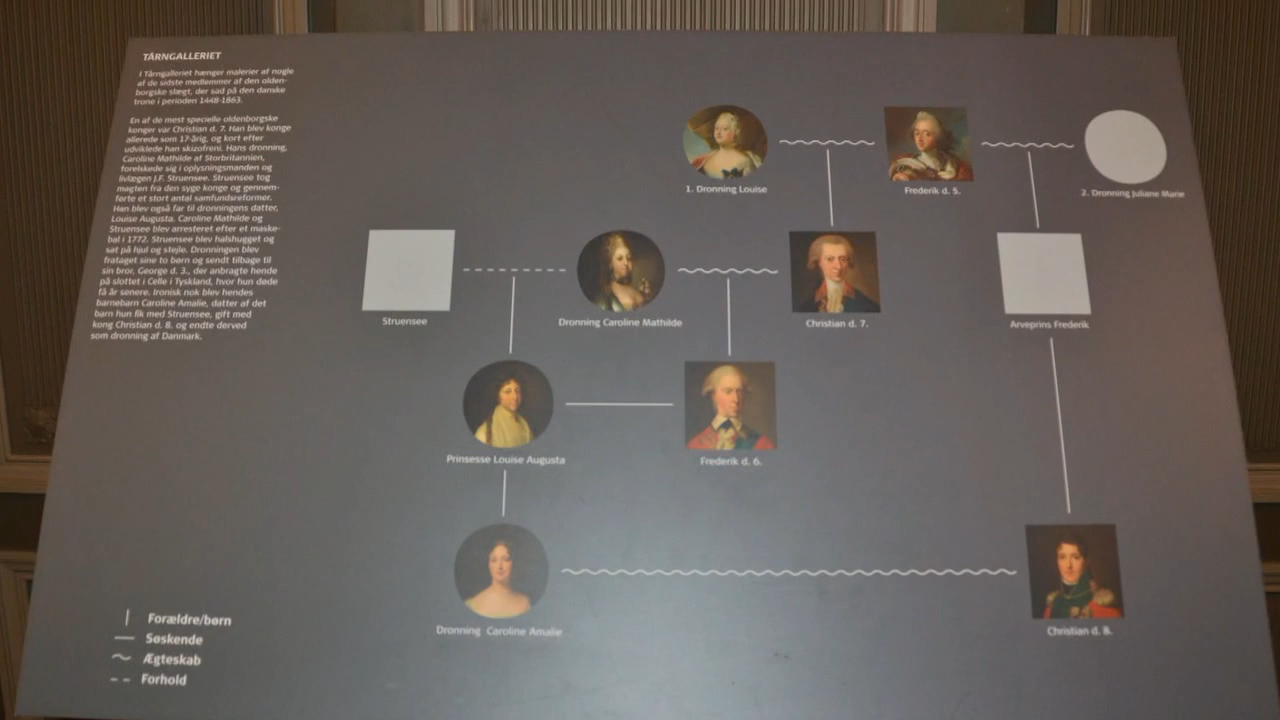 TÅRNGALLERIET
I Tårngalleriet hænger malerier af nogle
af de sidste medlemmer af den olden-
borgske slægt, der sad på den danske
trone i perioden 1448-1863.
En af de mest specielle oldenborgske
konger var Christian d. 7. Han blev konge
allerede som 17-årig, og kort efter
udviklede han skizofreni. Hans dronning,
Caroline Mathilde af Storbritannien,
forelskede sig i oplysningsmanden og
livlægen J.F. Struensee. Struensee tog
magten fra den syge konge og gennem-
førte et stort antal samfundsreformer.
Han blev også far til dronningens datter,
Louise Augusta. Caroline Mathilde og
Struensee blev arresteret efter et maske-
bal i 1772. Struensee blev halshugget og
sat på hjul og stejle. Dronningen blev
frataget sine to børn og sendt tilbage til
sin bror, George d. 3., der anbragte hende
på slottet i Celle i Tyskland, hvor hun døde
få år senere. Ironisk nok blev hendes
barnebarn Caroline Amalie, datter af det
barn hun fik med Struensee, gift med
kong Christian d. 8. og endte derved
som dronning af Danmark.
1. Dronning Louise
Frederik d. 5.
2. Dronning Juliane Marie
Struensee
Dronning Caroline Mathilde
Christian d. 7.
Arveprins Frederik
Prinsesse Louise Augusta
Frederik d. 6.
Dronning Caroline Amalie
Christian d. 8.
Forældre/børn
Søskende
Ægteskab
Forhold